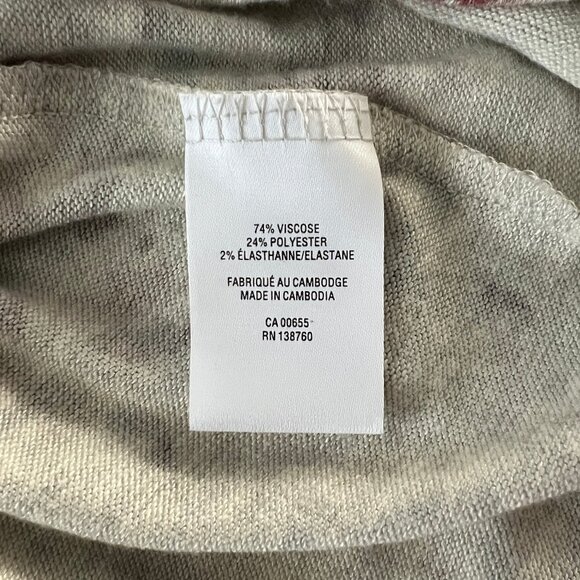 74% VISCOSE
24% POLYESTER
2% ÉLASTHANNE/ELASTANE
FABRIQUÉ AU CAMBODGE
MADE IN CAMBODIA
CA 00655
RN 138760